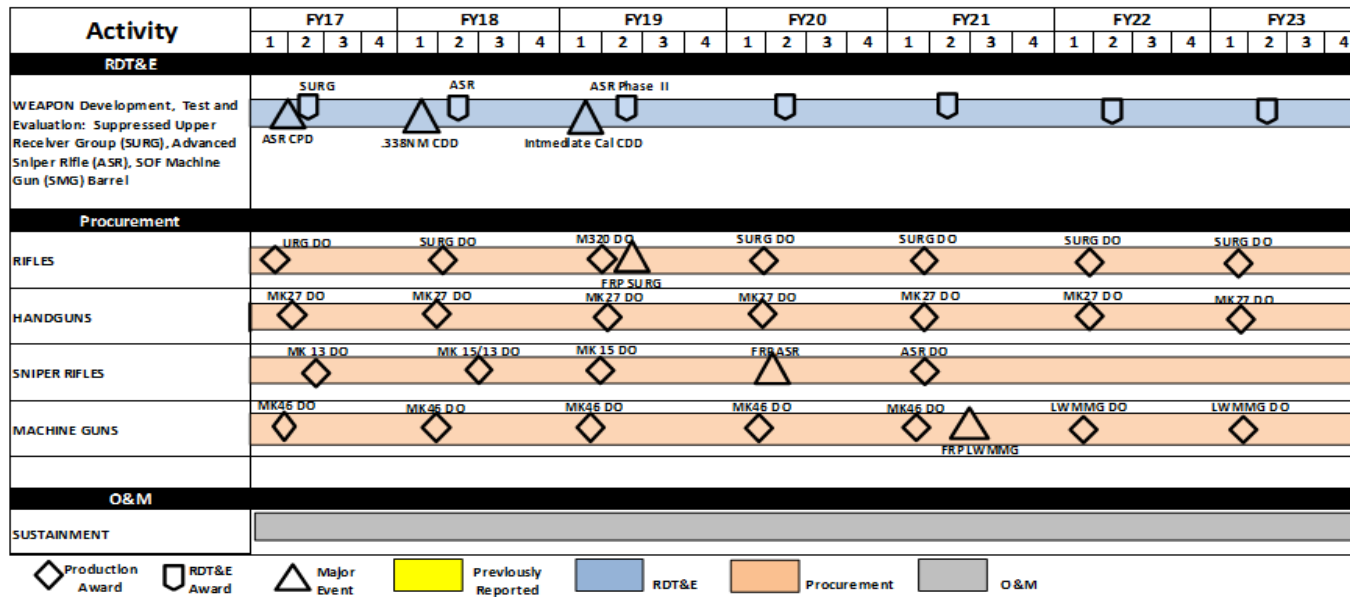 Activity
FY17 FY18 FY19 FY20 FY21 FY22 FY23
1 2 3 4 1 2 3 4 1 2 3 4 1 2 3 4 1 2 3 4 1 2 3 4 1 2 3 4
RDT&E
SURG ASR ASR Phase II
WEAPON Development, Test and
Evaluation: Suppressed Upper
Receiver Group (SURG), Advanced
Sniper Rifle (ASR), SOF Machine
Gun (SMG) Barrel
ASR CPD .338NM CDD Intmediate Cal CDD
Procurement
URG DO SURG DO M320 DO SURG DO SURG DO SURG DO SURG DO
RIFLES
FRP SURG
MK27 DO MK27 DO MK27 DO MK27 DO MK27 DO MK27 DO MK27 DO
HANDGUNS
MK 13 DO MK 15/13 DO MK 15 DO FRP ASR ASR DO
SNIPER RIFLES
MK46 DO MK46 DO MK46 DO MK46 DO MK46 DO LWMMG DO LWMMG DO
MACHINE GUNS
FRP LWMMG
O&M
SUSTAINMENT
Production
Award
RDT&E
Award
Major
Event
Previously
Reported
RDT&E
Procurement
O&M